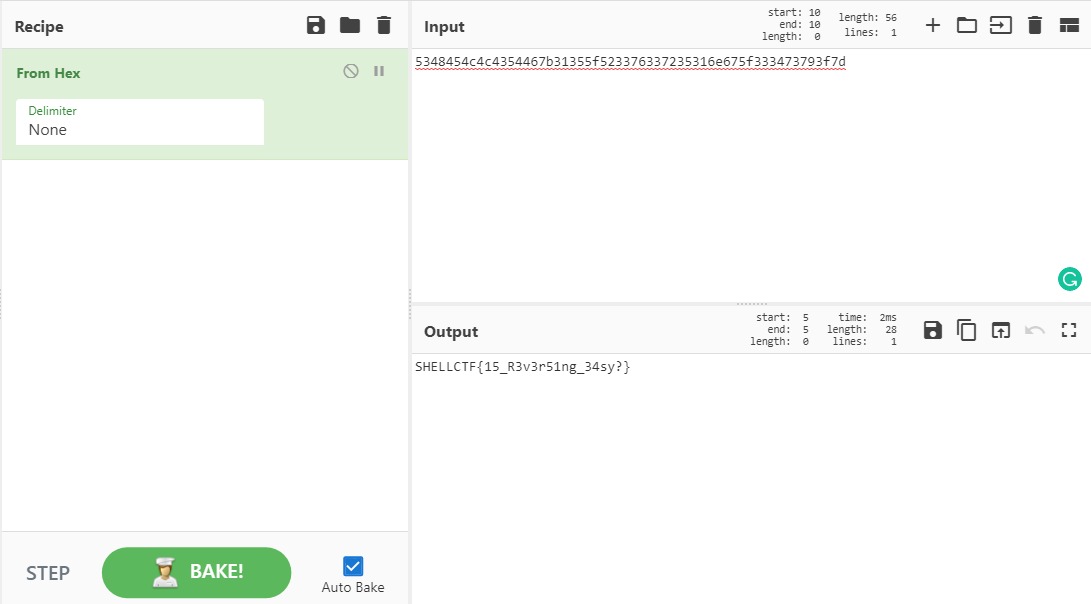 Recipe
From Hex
Delimiter
None
STEP
BAKE!
Auto Bake
Input
start: 10
end: 10
length: 0
length: 56
lines: 1
5348454c4c4354467b31355f523376337235316e675f333473793f7d
Output
start: 5
end: 5
length: 0
time: 2ms
length: 28
lines: 1
SHELLCTF{15_R3v3r51ng_34sy?}